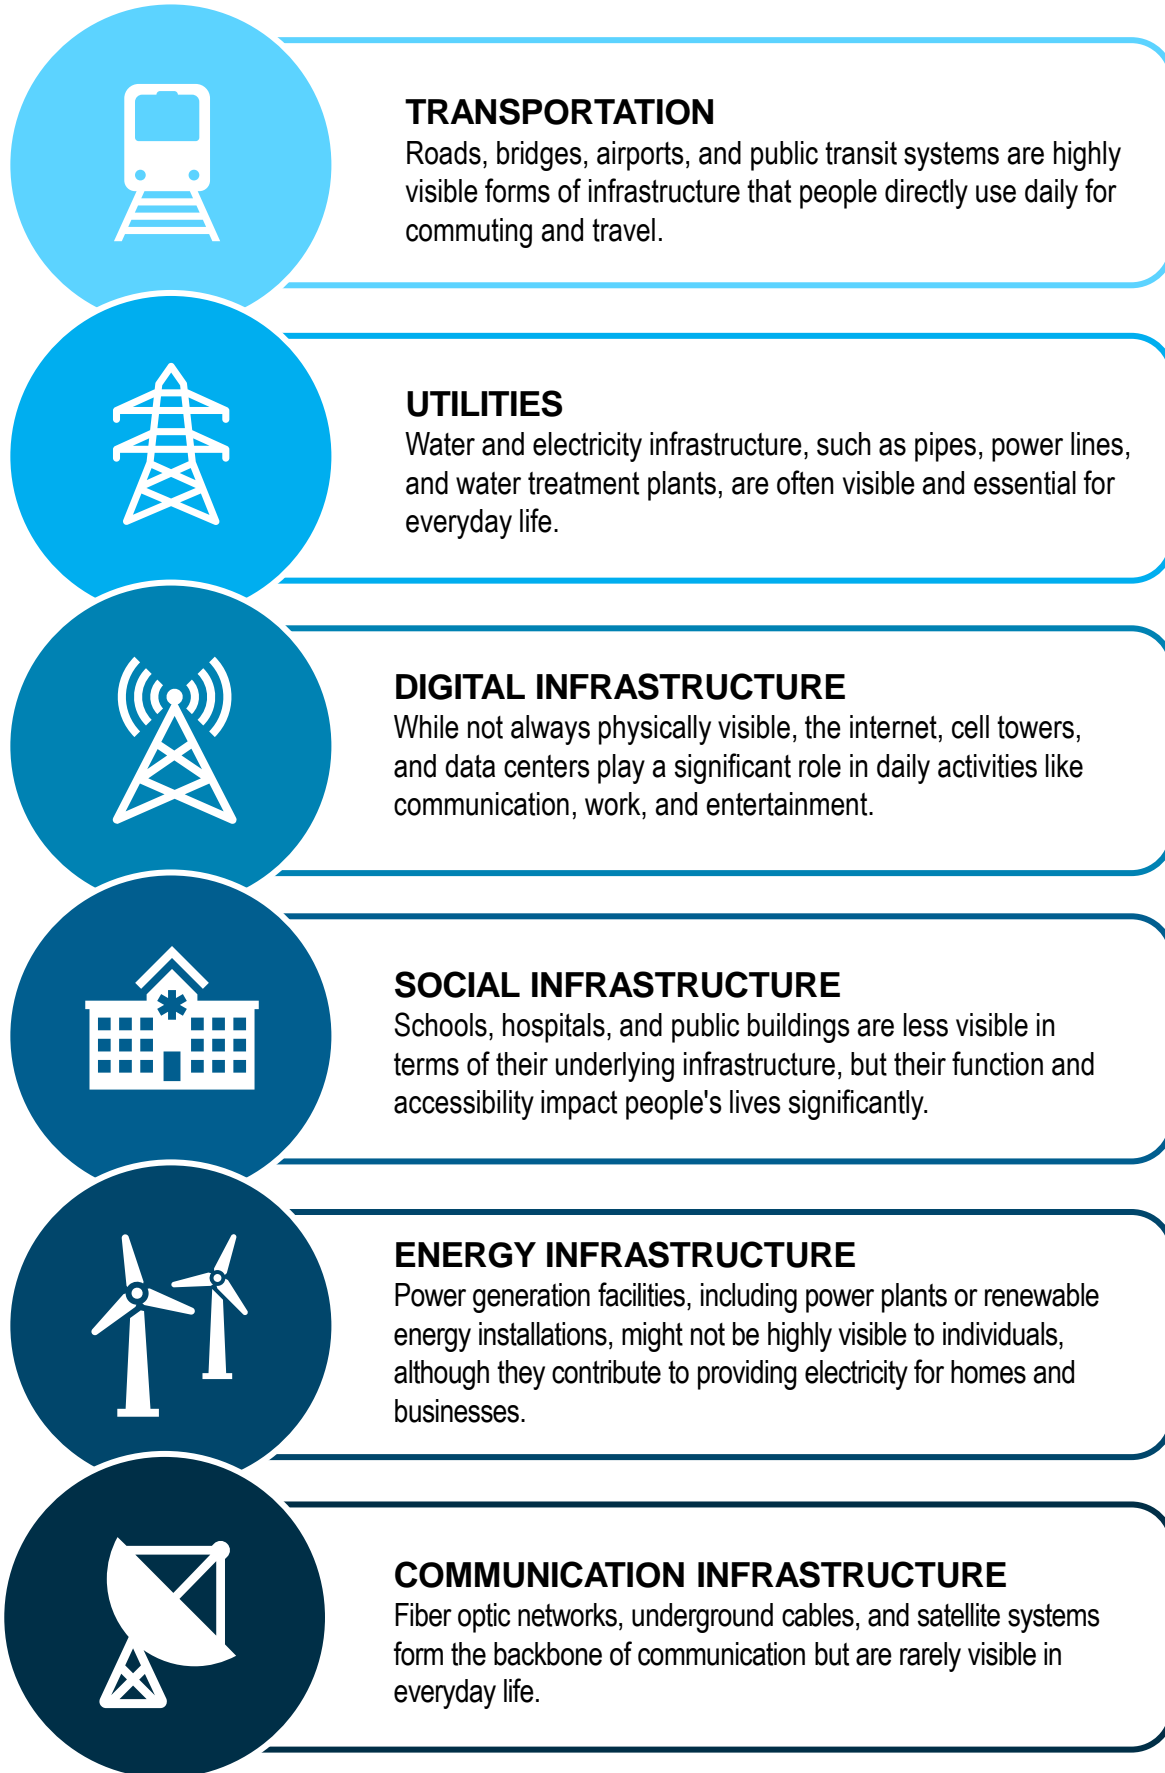 TRANSPORTATION
Roads, bridges, airports, and public transit systems are highly
visible forms of infrastructure that people directly use daily for
commuting and travel.
UTILITIES
Water and electricity infrastructure, such as pipes, power lines,
and water treatment plants, are often visible and essential for
everyday life.
DIGITAL INFRASTRUCTURE
While not always physically visible, the internet, cell towers,
and data centers play a significant role in daily activities like
communication, work, and entertainment.
SOCIAL INFRASTRUCTURE
Schools, hospitals, and public buildings are less visible in
terms of their underlying infrastructure, but their function and
accessibility impact people's lives significantly.
ENERGY INFRASTRUCTURE
Power generation facilities, including power plants or renewable
energy installations, might not be highly visible to individuals,
although they contribute to providing electricity for homes and
businesses.
COMMUNICATION INFRASTRUCTURE
Fiber optic networks, underground cables, and satellite systems
form the backbone of communication but are rarely visible in
everyday life.